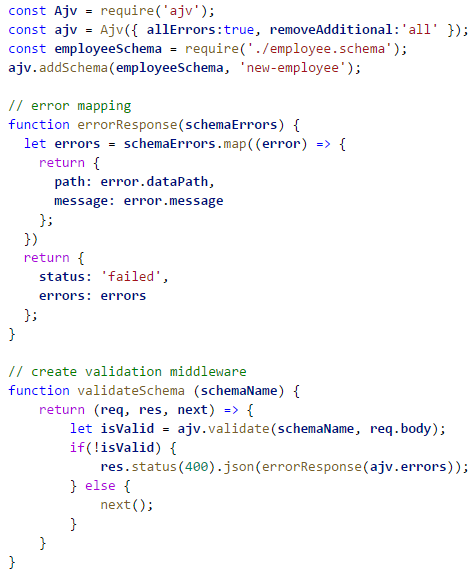 const Ajv = require('ajv');
const ajv = Ajv({ allErrors:true, removeAdditional:'all' });
const employeeSchema = require('./employee.schema');
ajv.addSchema(employeeSchema, 'new-employee');

// error mapping
function errorResponse(schemaErrors) {
  let errors = schemaErrors.map((error) => {
    return {
      path: error.dataPath,
      message: error.message
    };
  })
  return {
    status: 'failed',
    errors: errors
  };
}

// create validation middleware
function validateSchema (schemaName) {
    return (req, res, next) => {
        let isValid = ajv.validate(schemaName, req.body);
        if(!isValid) {
            res.status(400).json(errorResponse(ajv.errors));
        } else {
            next();
        }
    }
}